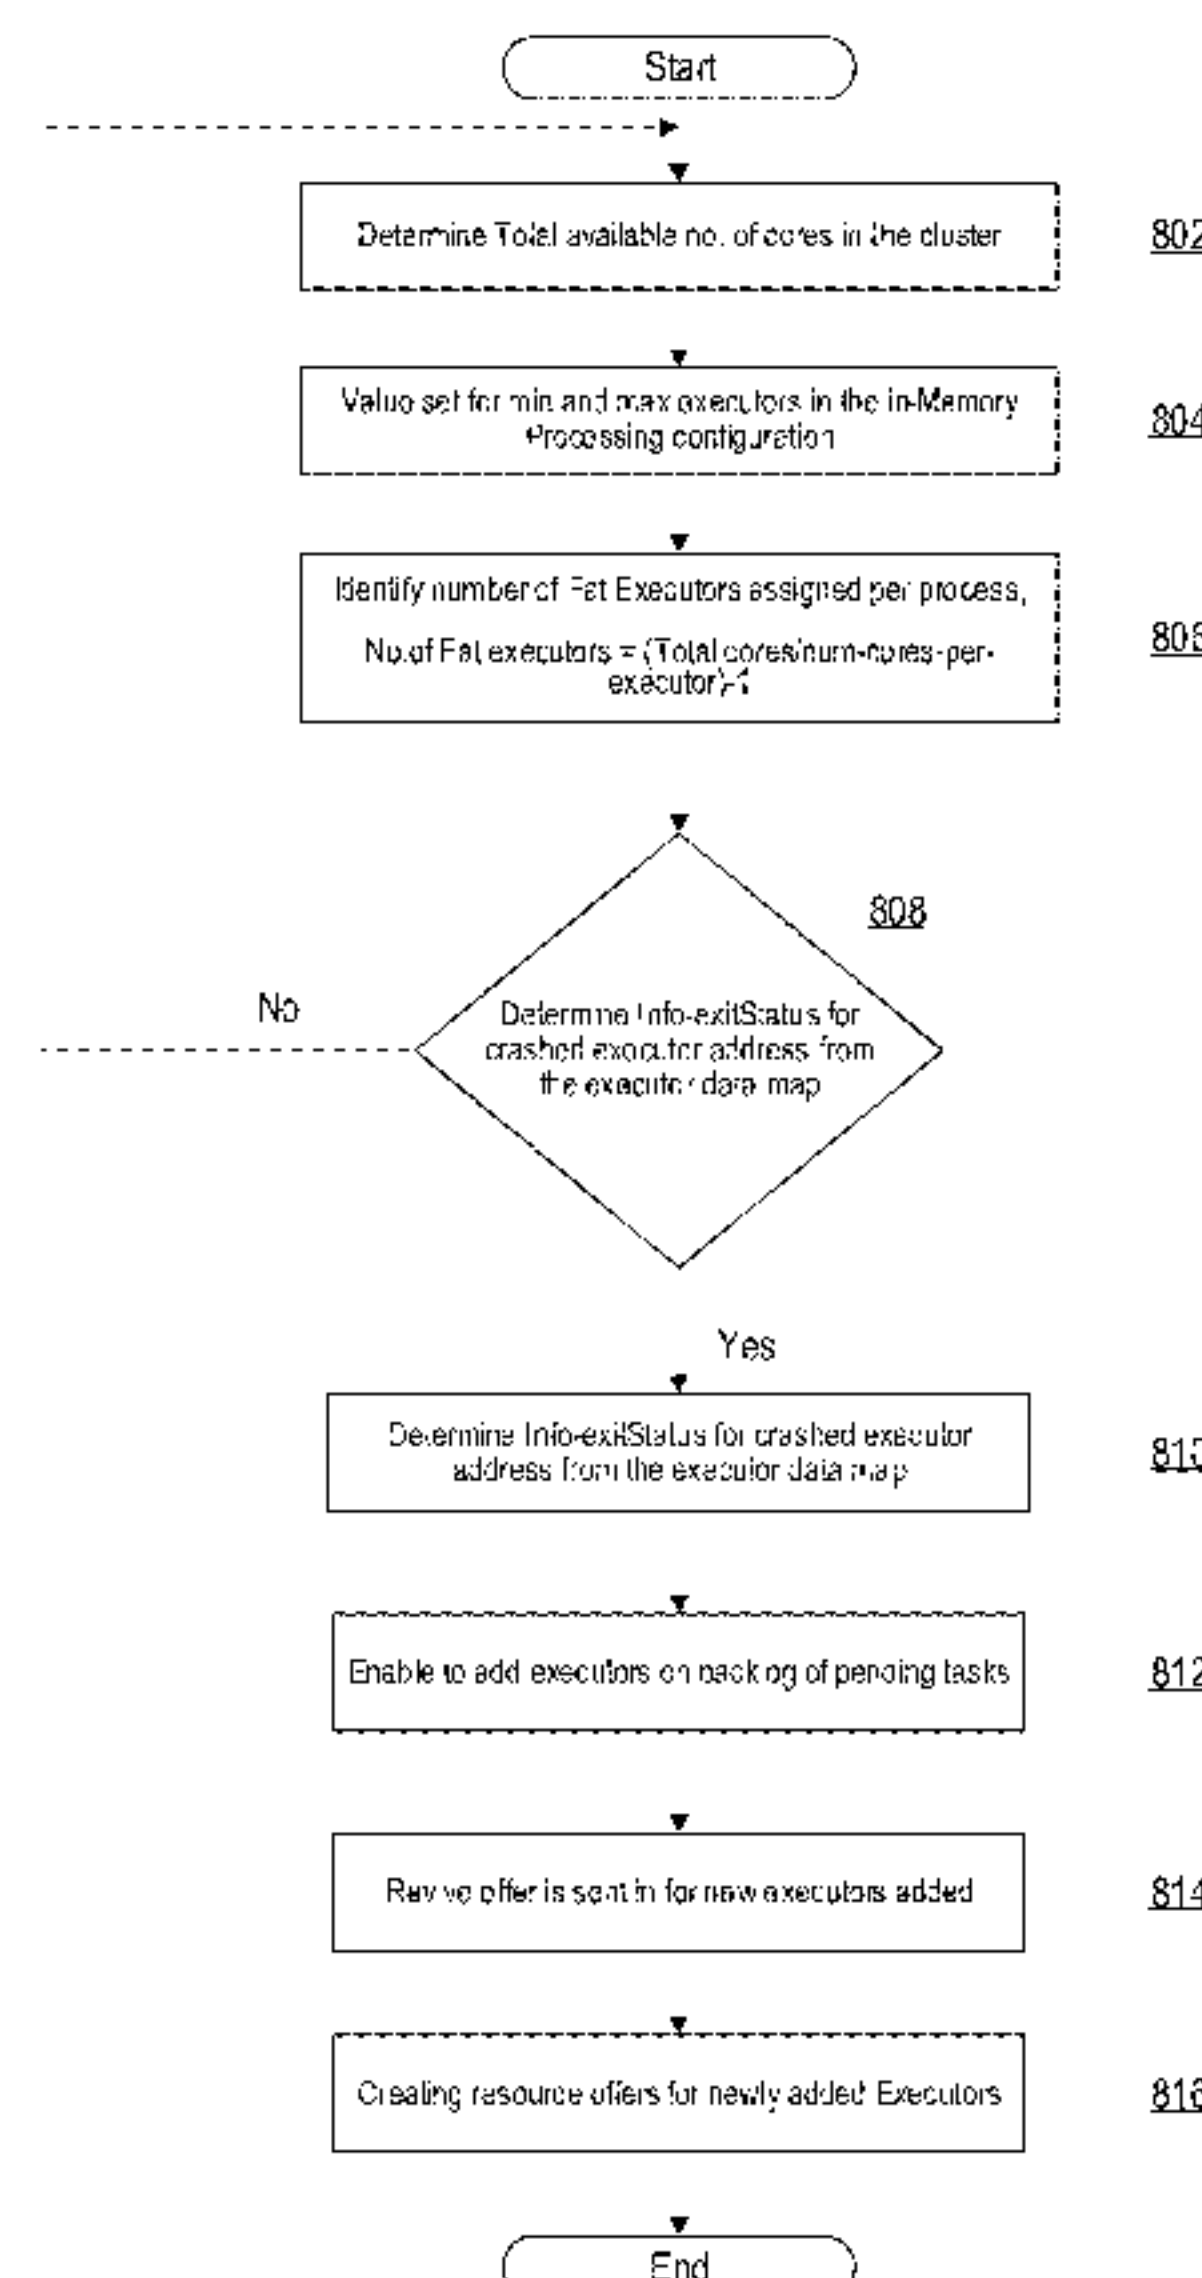 Start
Determine Total available no. of cores in the cluster
802
Value set for min and max executors in the in-Memory
Processing configuration
804
Identify number of Fat Executors assigned per process,
No.of Fat executors = (Total cores/num-cores-per-
executor)-1
806
808
No
Determine Info-exitStatus for
crashed executor address from
the executor data map
Yes
Determine Info-exitStatus for crashed executor
address from the executor data map
810
Enable to add executors on backlog of pending tasks
812
Revive offer is sent in for new executors added
814
Creating resource offers for newly added Executors
816
End